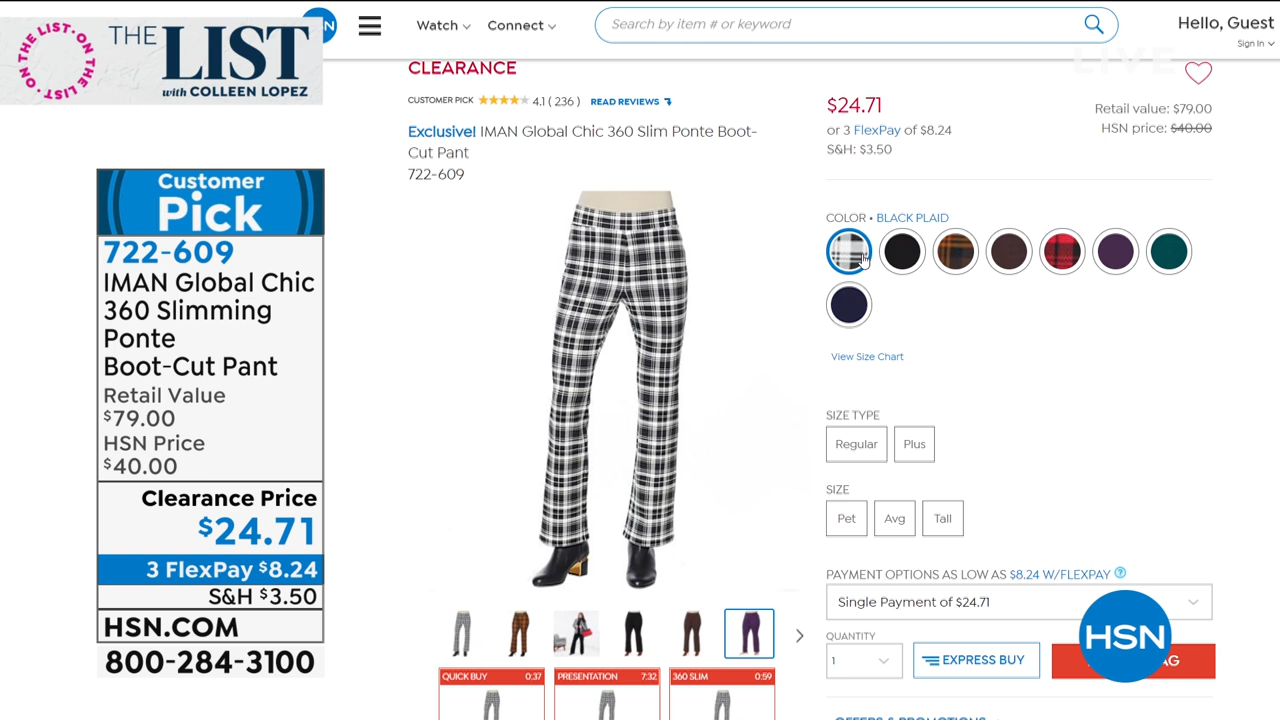 ON THE LIST • ON THE LIST •
THE
LIST
with COLLEEN LOPEZ
Watch
Connect
Search by item # or keyword
Hello, Guest
Sign In
LIVE
Customer
Pick
722-609
IMAN Global Chic
360 Slimming
Ponte
Boot-Cut Pant
Retail Value
$79.00
HSN Price
$40.00
Clearance Price
$24.71
3 FlexPay $8.24
S&H $3.50
HSN.COM
800-284-3100
CLEARANCE
CUSTOMER PICK 4.1 ( 236 ) READ REVIEWS
Exclusive! IMAN Global Chic 360 Slim Ponte Boot-
Cut Pant
722-609
QUICK BUY 0:37
PRESENTATION 7:32
360 SLIM 0:59
$24.71
or 3 FlexPay of $8.24
S&H: $3.50
Retail value: $79.00
HSN price: $40.00
COLOR • BLACK PLAID
View Size Chart
SIZE TYPE
Regular
Plus
SIZE
Pet
Avg
Tall
PAYMENT OPTIONS AS LOW AS $8.24 W/FLEXPAY ?
Single Payment of $24.71
QUANTITY
1
EXPRESS BUY
HSN
OFFERS & PROMOTIONS